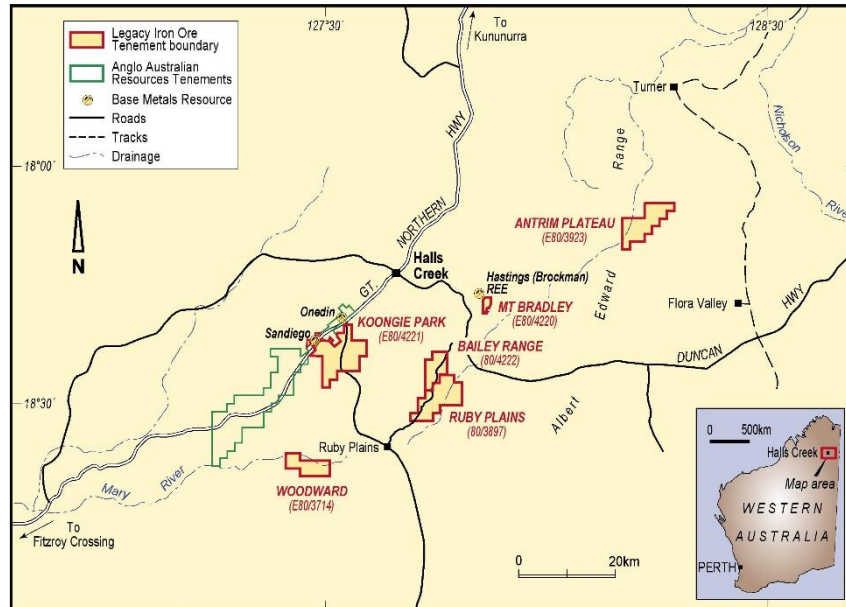 127°30'
128°30'
To
Kununurra
Legacy Iron Ore
Tenement boundary
Anglo Australian
Resources Tenements
Base Metals Resource
Roads
Tracks
Drainage
HWY
Turner
Nicholson
River
18°00'
Range
NORTHERN
ANTRIM PLATEAU
(E80/3923)
N
Halls
Creek
GT.
Hastings (Brockman)
REE
Edward
Onedin
MT BRADLEY
(E80/4220)
Flora Valley
HWY
Sandiego
KOONGIE PARK
(E80/4221)
BAILEY RANGE
(80/4222)
DUNCAN
18°30'
RUBY PLAINS
(80/3897)
Albert
Ruby Plains
Mary
River
WOODWARD
(E80/3714)
To
Fitzroy Crossing
0 20km
0 500km
Halls Creek
Map area
WESTERN
AUSTRALIA
PERTH